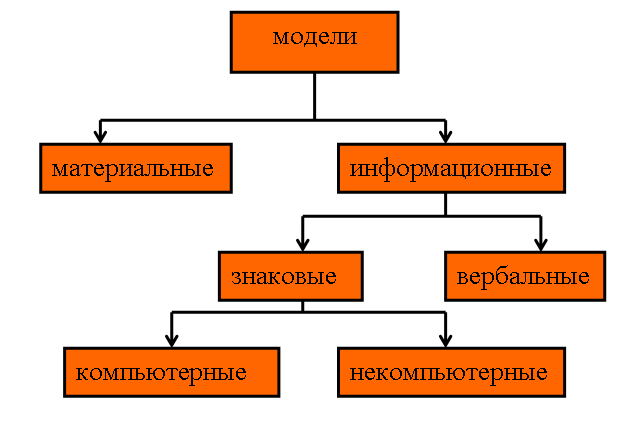 модели
материальные
информационные
знаковые
вербальные
компьютерные
некомпьютерные